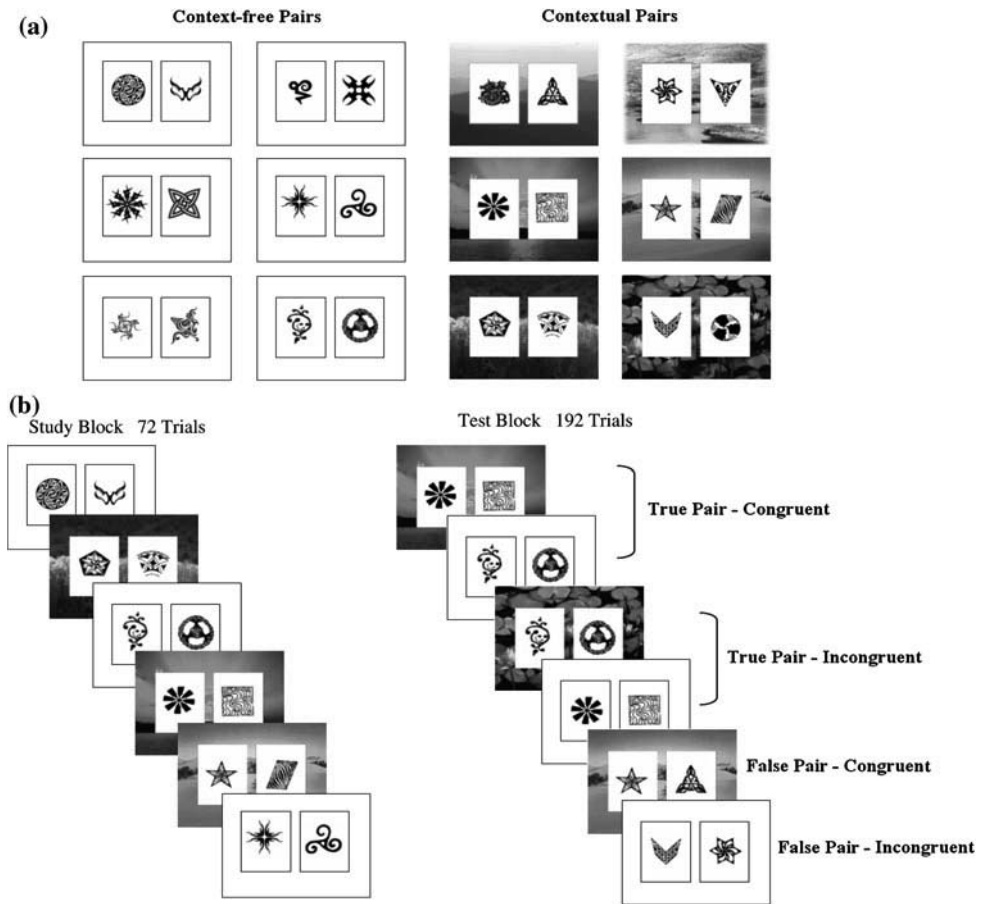 (a)
Context-free Pairs
Contextual Pairs
(b)
Study Block 72 Trials
Test Block 192 Trials
True Pair - Congruent
True Pair - Incongruent
False Pair - Congruent
False Pair - Incongruent